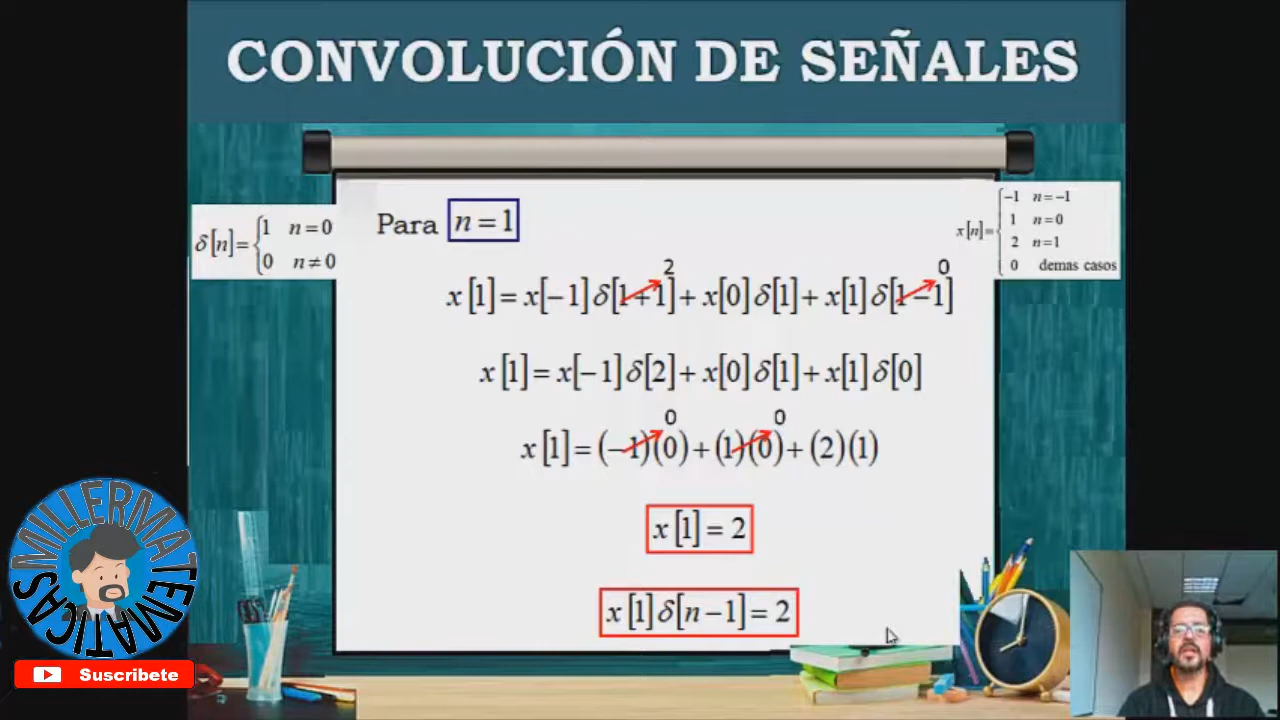 CONVOLUCIÓN DE SEÑALES
δ[n]={1 n=0
0 n≠0
Para n=1
x[n]={-1 n=-1
1 n=0
2 n=1
0 demas casos
2 0
x[1]=x[-1]δ[1+1]+x[0]δ[1]+x[1]δ[1-1]
x[1]=x[-1]δ[2]+x[0]δ[1]+x[1]δ[0]
0 0
x[1]=(-1)(0)+(1)(0)+(2)(1)
x[1]=2
x[1]δ[n-1]=2
MILLERMATEMATICAS
Suscribete